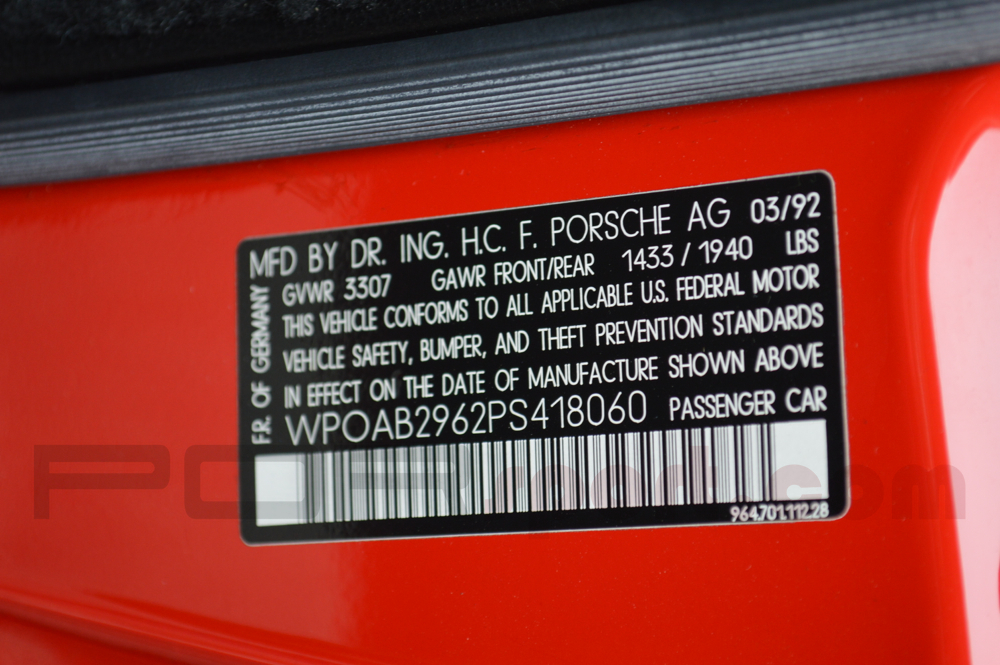 MFD BY DR. ING. H.C. F. PORSCHE AG 03/92
GVWR 3307 GAWR FRONT/REAR 1433 / 1940 LBS
THIS VEHICLE CONFORMS TO ALL APPLICABLE U.S. FEDERAL MOTOR
VEHICLE SAFETY, BUMPER, AND THEFT PREVENTION STANDARDS
IN EFFECT ON THE DATE OF MANUFACTURE SHOWN ABOVE
WP0AB2962PS418060 PASSENGER CAR
F.R. OF GERMANY
964.701.112.28